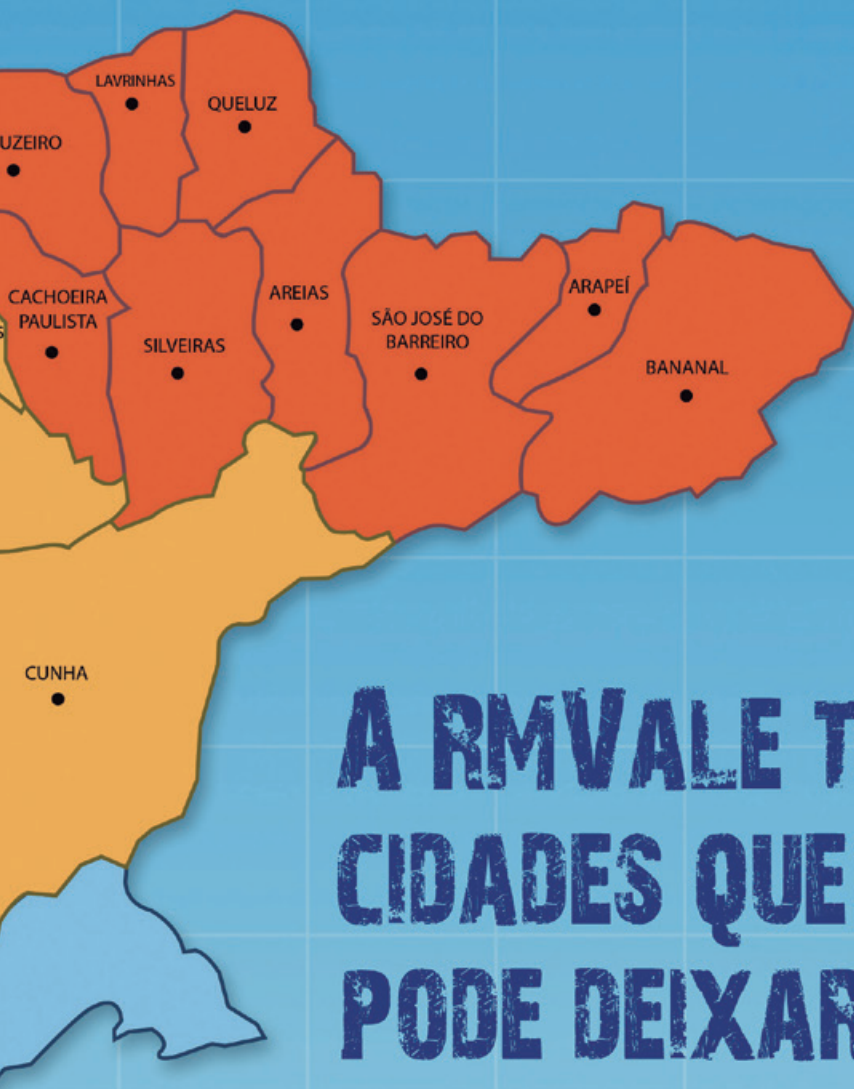 LAVRINHAS
QUELUZ
UZEIRO
CACHOEIRA
PAULISTA
AREIAS
SÃO JOSÉ DO
BARREIRO
ARAPEÍ
SILVEIRAS
BANANAL
S
CUNHA
A RMVALE T
CIDADES QUE
PODE DEIXAR